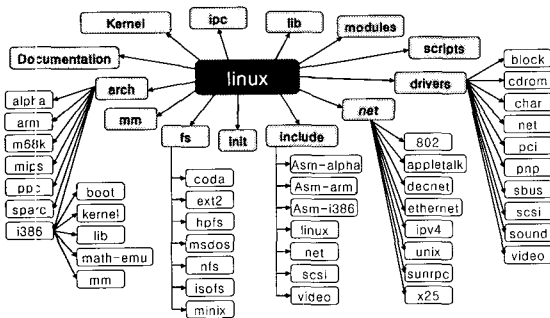 Kernel
ipc
lib
modules
scripts
Documentation
linux
drivers
arch
mm
fs
init
include
net
alpha
arm
m68k
mips
ppc
sparc
i386
boot
kernel
lib
math-emu
mm
coda
ext2
hpfs
msdos
nfs
isofs
minix
Asm-alpha
Asm-arm
Asm-i386
linux
net
scsi
video
802
appletalk
decnet
ethernet
ipv4
unix
sunrpc
x25
block
cdrom
char
net
pci
pnp
sbus
scsi
sound
video